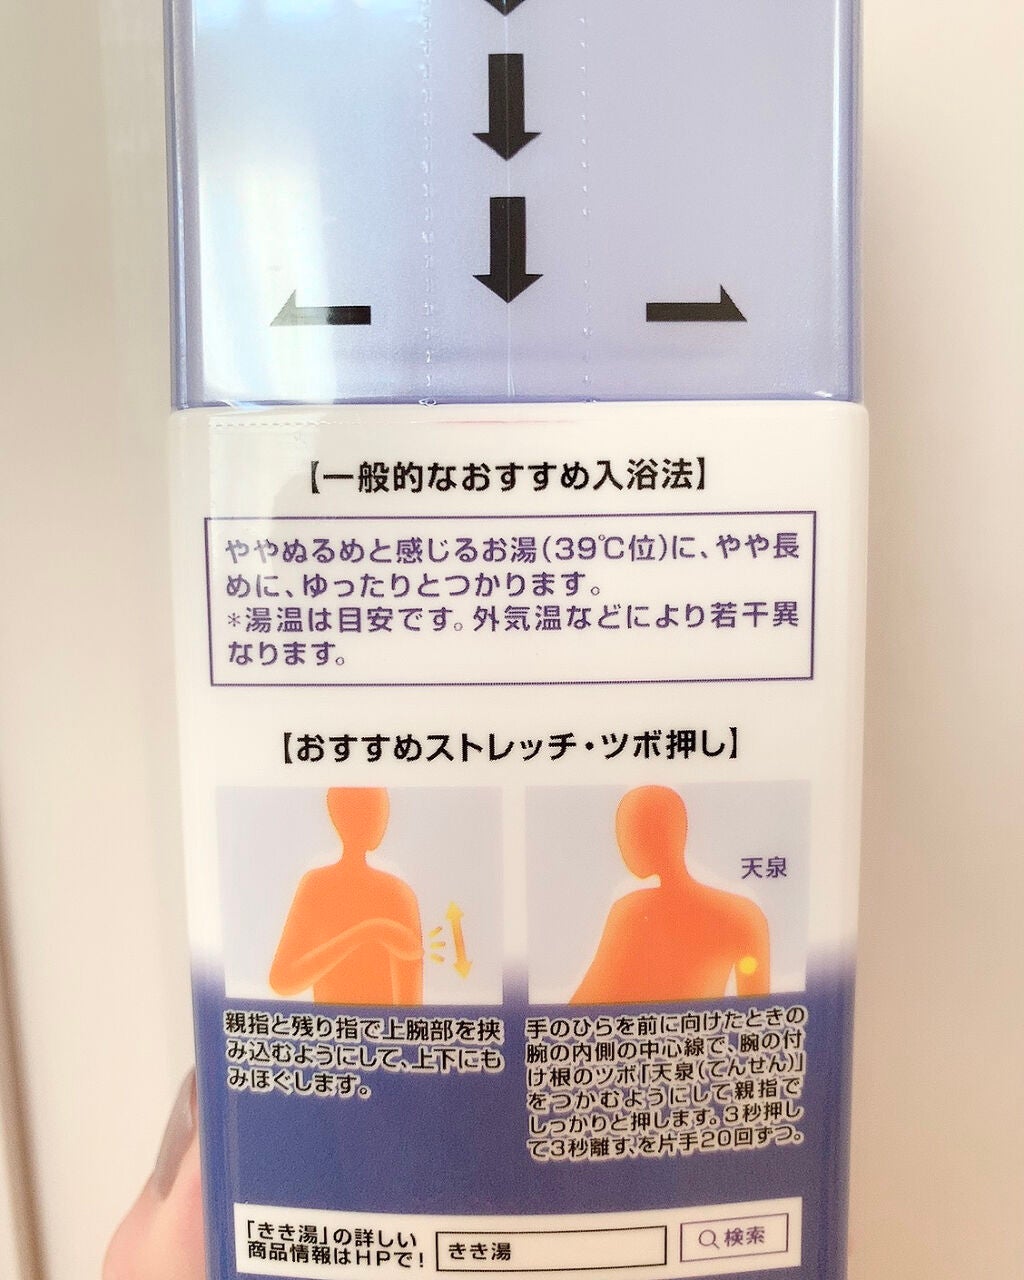 【一般的なおすすめ入浴法】
ややぬるめと感じるお湯(39℃位)に、やや長
めに、ゆったりとつかります。
*湯温は目安です。外気温などにより若干異
なります。
【おすすめストレッチ・ツボ押し】
天泉
親指と残り指で上腕部を挟
み込むようにして、上下にも
みほぐします。
手のひらを前に向けたときの
腕の内側の中心線で、腕の付
け根のツボ「天泉(てんせん)」
をつかむようにして親指で
しっかりと押します。3秒押し
て3秒離す、を片手20回ずつ。
「きき湯」の詳しい
商品情報はHPで!
きき湯
検索